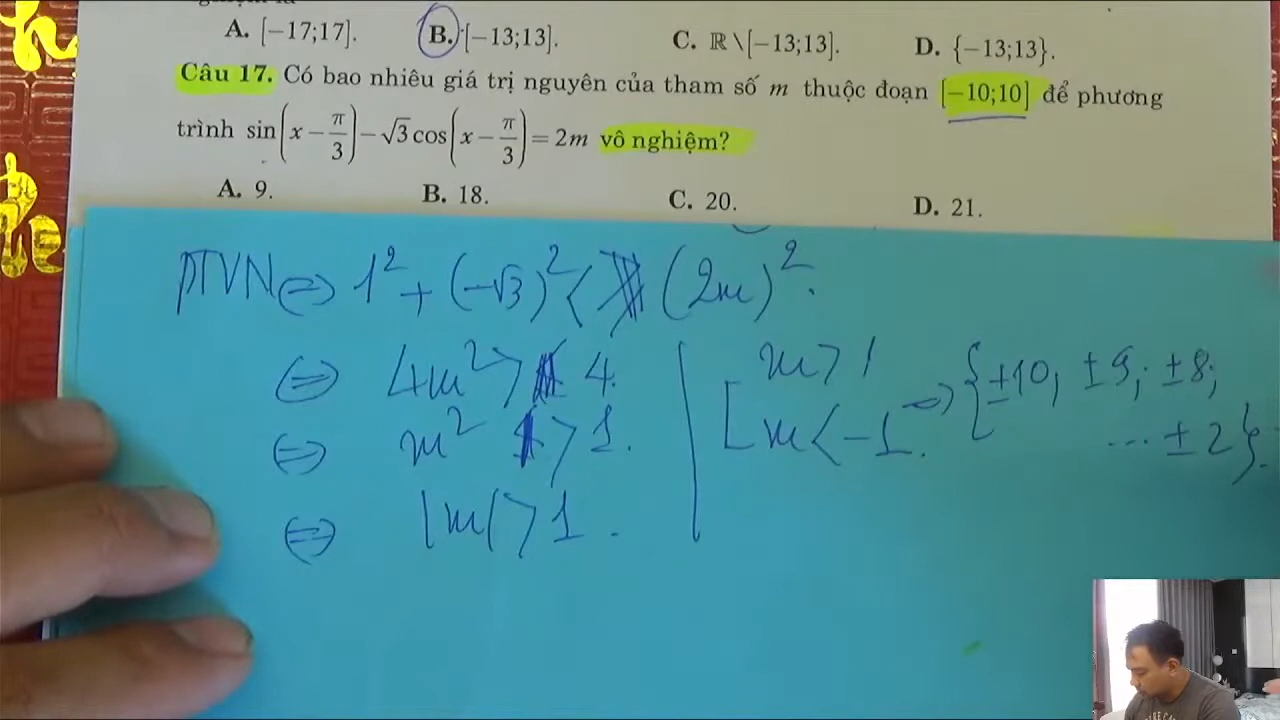 A. [−17;17]. B. [−13;13]. C. ℝ\[−13;13]. D. {−13;13}.
Câu 17. Có bao nhiêu giá trị nguyên của tham số m thuộc đoạn [−10;10] để phương
trình sin(x − π/3) − √3 cos(x − π/3) = 2m vô nghiệm?
A. 9. B. 18. C. 20. D. 21.
PTVN ⇔ 1² + (−√3)² < (2m)².
⇔ 4m² > 4.
⇔ m² > 1.
⇔ |m| > 1.
[ m > 1
m < −1. ⇒ {±10; ±9; ±8;
... ±2}.